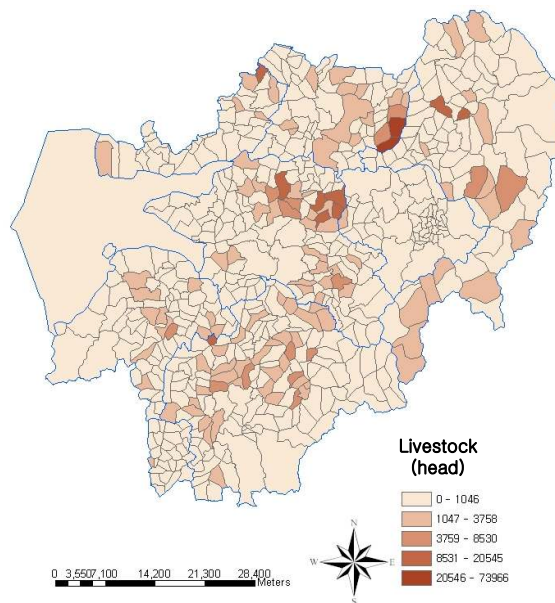 Livestock
(head)
0 - 1046
1047 - 3758
3759 - 8530
8531 - 20545
20546 - 73966
N
W E
S
0 3,5507,100 14,200 21,300 28,400
Meters